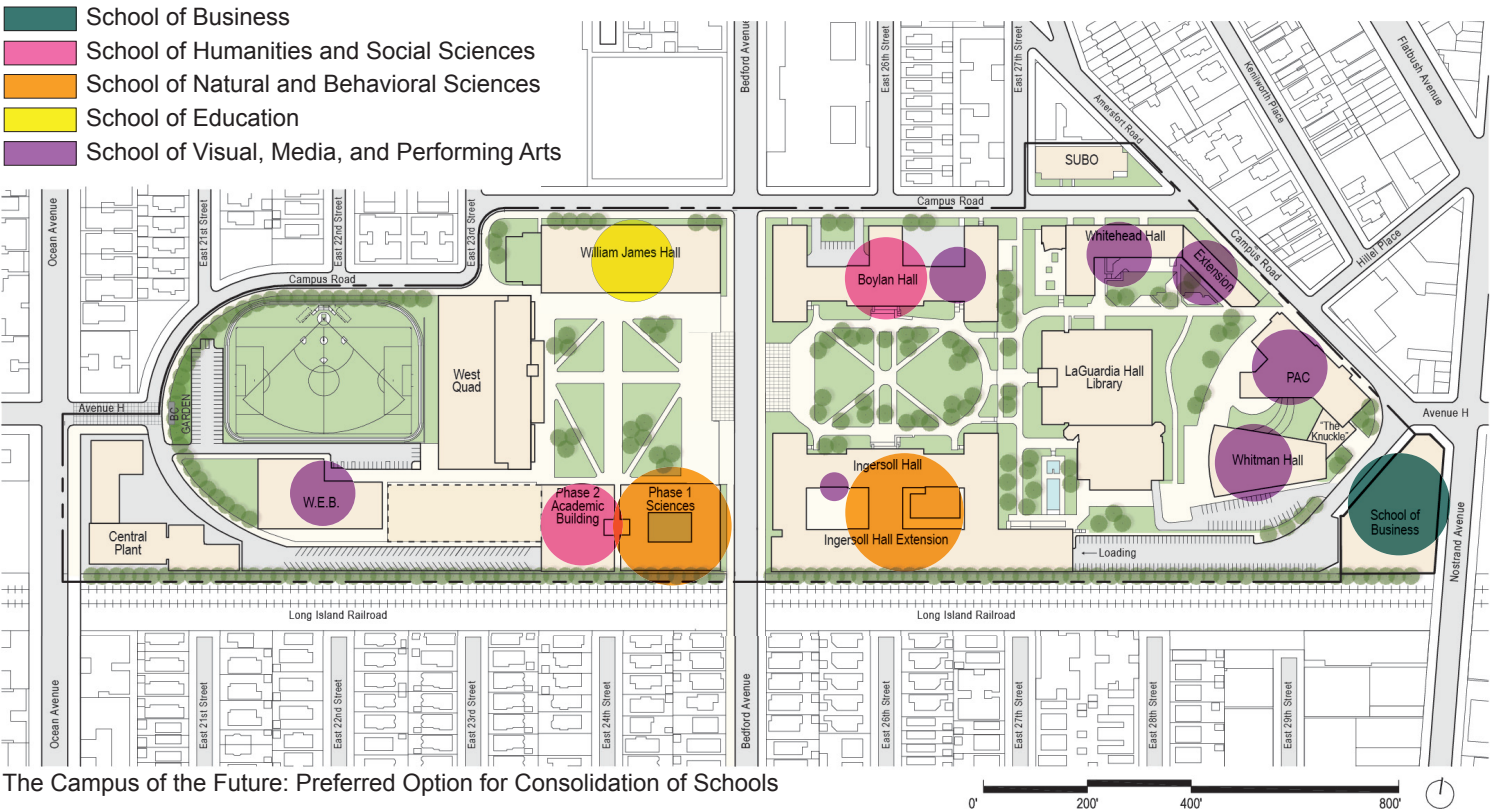 School of Business
School of Humanities and Social Sciences
School of Natural and Behavioral Sciences
School of Education
School of Visual, Media, and Performing Arts
Bedford Avenue
East 26th Street
East 27th Street
Amersfort Road
Kenilworth Place
Flatbush Avenue
SUBO
Campus Road
Ocean Avenue
East 21st Street
East 22nd Street
East 23rd Street
Campus Road
William James Hall
Boylan Hall
Whitehead Hall
Extension
Campus Road
Hillel Place
West
Quad
LaGuardia Hall
Library
PAC
Avenue H
BC
GARDEN
Avenue H
"The
Knuckle"
Whitman Hall
W.E.B.
Phase 2
Academic
Building
Phase 1
Sciences
Ingersoll Hall
Ingersoll Hall Extension
School of
Business
Central
Plant
Loading
Nostrand Avenue
Long Island Railroad
Long Island Railroad
Ocean Avenue
East 21st Street
East 22nd Street
East 23rd Street
East 24th Street
Bedford Avenue
East 26th Street
East 27th Street
East 28th Street
East 29th Street
The Campus of the Future: Preferred Option for Consolidation of Schools
0' 200' 400' 800'